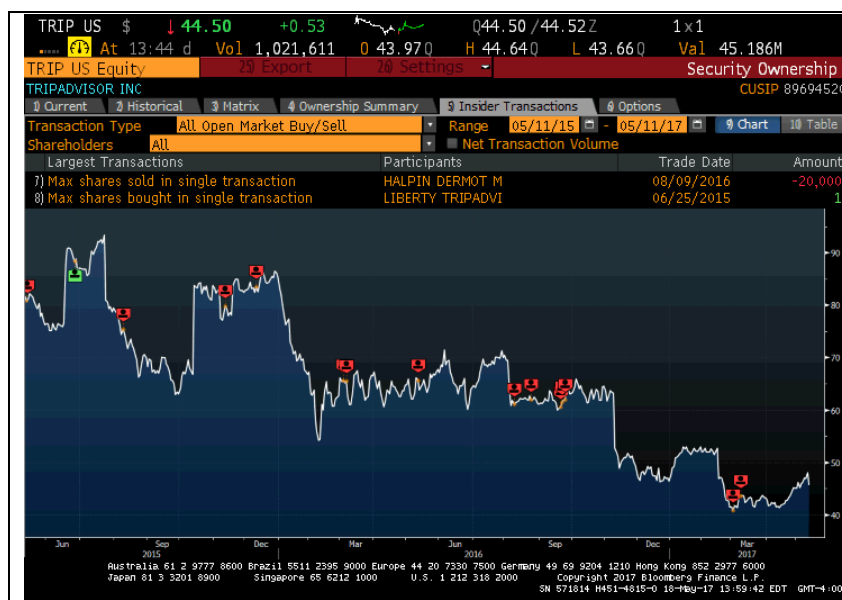 TRIP US $ ↓ 44.50 +0.53 Q44.50 / 44.52Z 1x1
At 13:44 d Vol 1,021,611 O 43.97Q H 44.64Q L 43.66Q Val 45.186M
TRIP US Equity 25) Export 26) Settings Security Ownership
TRIPADVISOR INC CUSIP 8969452
1) Current 2) Historical 3) Matrix 4) Ownership Summary 5) Insider Transactions 6) Options
Transaction Type All Open Market Buy/Sell Range 05/11/15 - 05/11/17 9) Chart 10) Table
Shareholders All Net Transaction Volume
Largest Transactions Participants Trade Date Amount
7) Max shares sold in single transaction HALPIN DERMOT M 08/09/2016 -20,000
8) Max shares bought in single transaction LIBERTY TRIPADVI 06/25/2015 1
90
80
70
60
50
40
Jun Sep Dec Mar Jun Sep Dec Mar
2015 2016 2017
Australia 61 2 9777 8600 Brazil 5511 2395 9000 Europe 44 20 7330 7500 Germany 49 69 9204 1210 Hong Kong 852 2977 6000
Japan 81 3 3201 8900 Singapore 65 6212 1000 U.S. 1 212 318 2000 Copyright 2017 Bloomberg Finance L.P.
SN 571814 H451-4815-0 18-May-17 13:59:42 EDT GMT-4:00